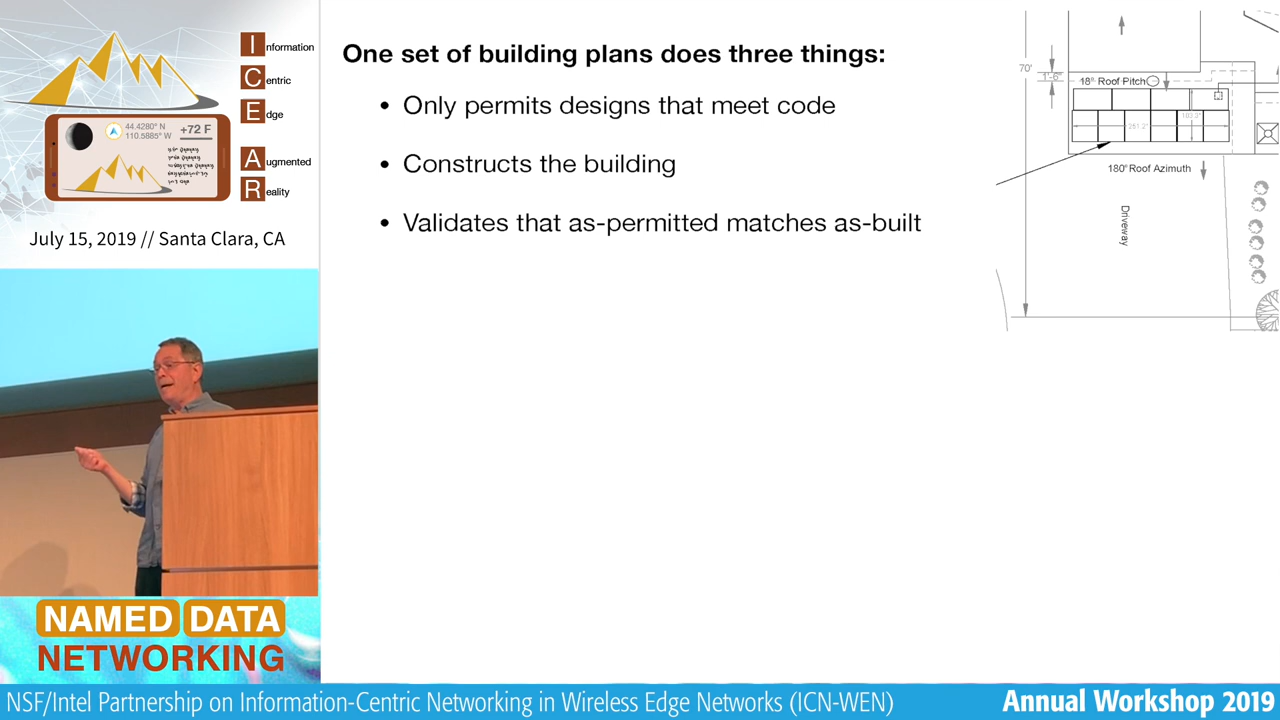 Information
Centric
Edge
Augmented
Reality
44.4280° N
110.5885° W
+72 F
July 15, 2019 // Santa Clara, CA
One set of building plans does three things:
• Only permits designs that meet code
• Constructs the building
• Validates that as-permitted matches as-built
70'
1'-6"
18° Roof Pitch
180° Roof Azimuth
Driveway
NAMED DATA
NETWORKING
NSF/Intel Partnership on Information-Centric Networking in Wireless Edge Networks (ICN-WEN)
Annual Workshop 2019